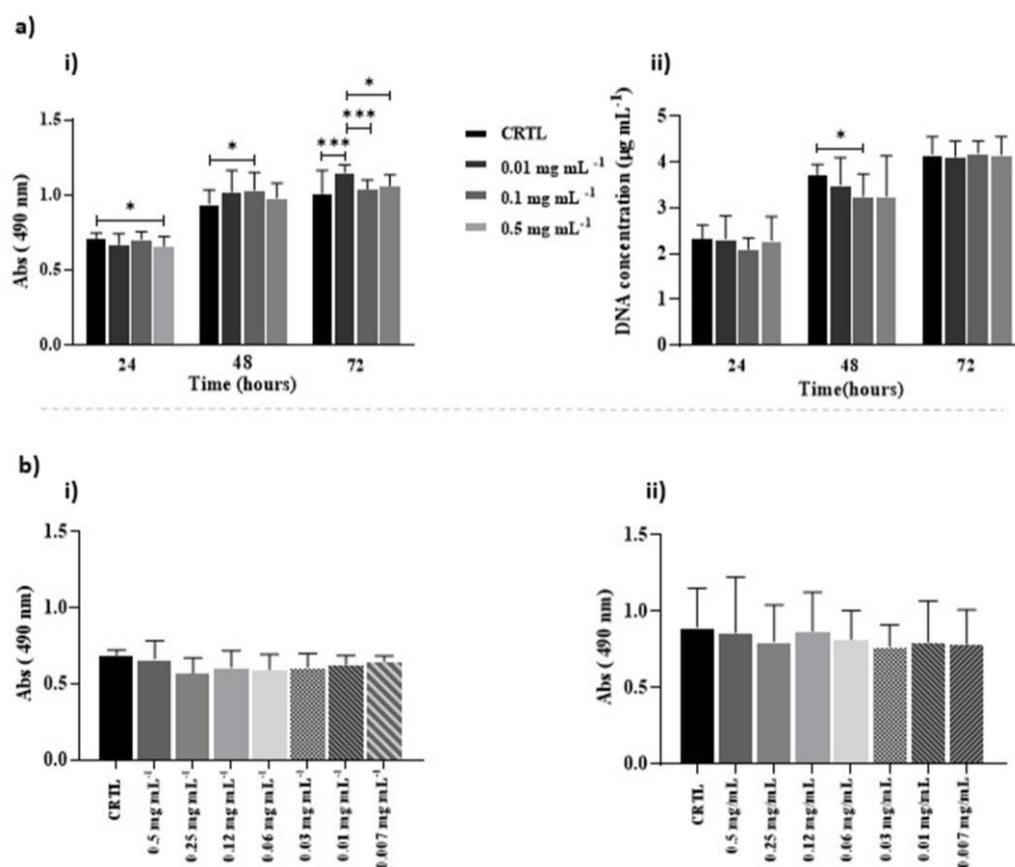 a)
i)
*
*
***
***
*
Abs ( 490 nm)
1.5
1.0
0.5
0.0
24
48
72
Time (hours)
CRTL
0.01 mg mL⁻¹
0.1 mg mL⁻¹
0.5 mg mL⁻¹
ii)
*
DNA concentration (µg mL⁻¹)
5
4
3
2
1
0
24
48
72
Time(hours)
b)
i)
Abs ( 490 nm)
1.5
1.0
0.5
0.0
CRTL
0.5 mg mL⁻¹
0.25 mg mL⁻¹
0.12 mg mL⁻¹
0.06 mg mL⁻¹
0.03 mg mL⁻¹
0.01 mg mL⁻¹
0.007 mg mL⁻¹
ii)
Abs ( 490 nm)
1.5
1.0
0.5
0.0
CRTL
0.5 mg/mL
0.25 mg/mL
0.12 mg/mL
0.06 mg/mL
0.03 mg/mL
0.01 mg/mL
0.007 mg/mL